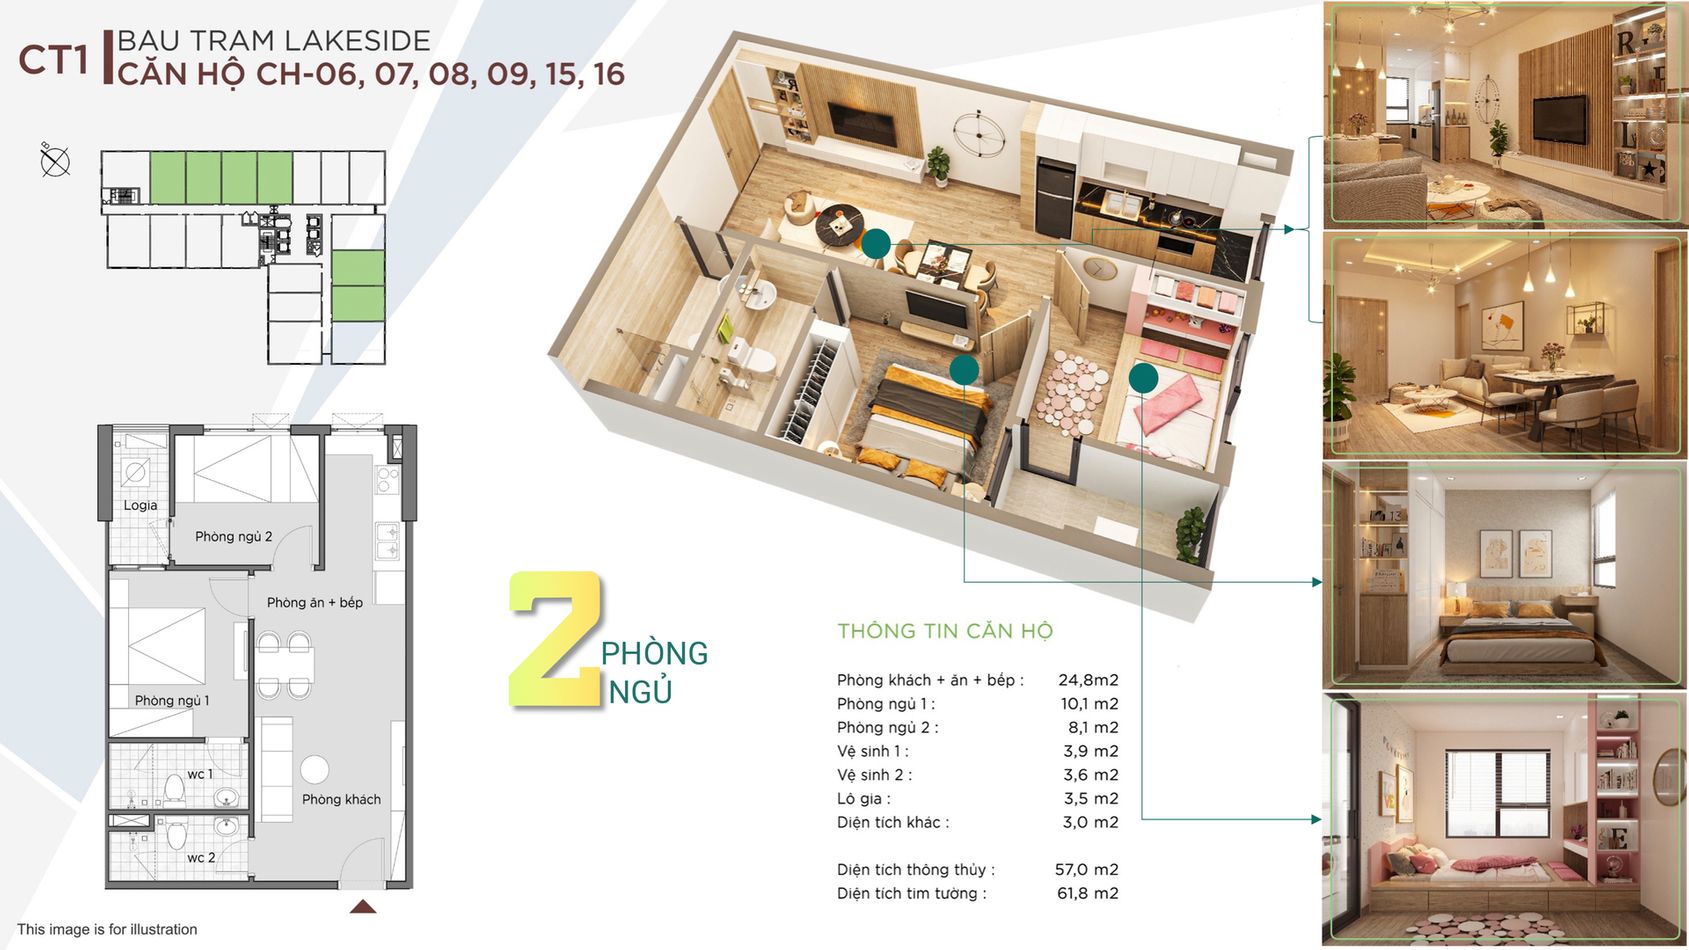 CT1
BAU TRAM LAKESIDE
CĂN HỘ CH-06, 07, 08, 09, 15, 16
B
Logia
Phòng ngủ 2
Phòng ăn + bếp
Phòng ngủ 1
wc 1
Phòng khách
wc 2
2
PHÒNG
NGỦ
THÔNG TIN CĂN HỘ
Phòng khách + ăn + bếp : 24,8m2
Phòng ngủ 1 : 10,1 m2
Phòng ngủ 2 : 8,1 m2
Vệ sinh 1 : 3,9 m2
Vệ sinh 2 : 3,6 m2
Lô gia : 3,5 m2
Diện tích khác : 3,0 m2
Diện tích thông thủy : 57,0 m2
Diện tích tim tường : 61,8 m2
This image is for illustration